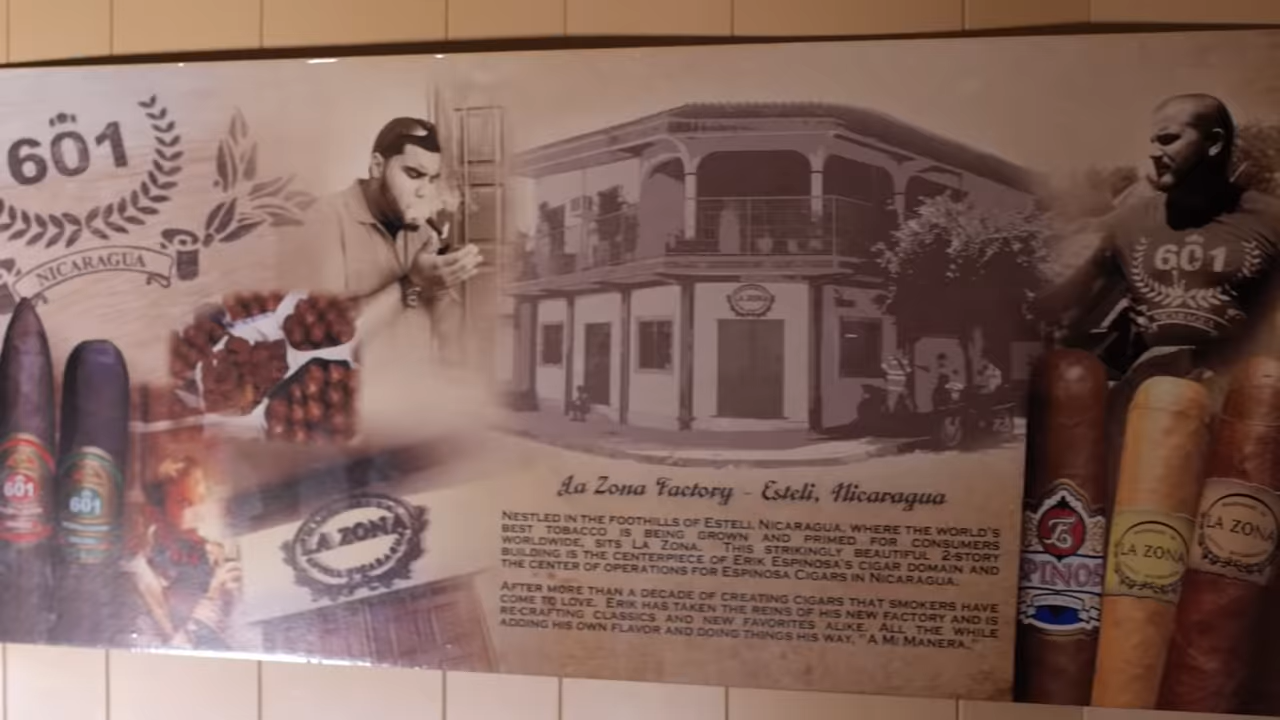 601
NICARAGUA
601
601
LA ZONA
LA ZONA
601
NICARAGUA
PINOS
LA ZONA
LA ZONA
La Zona Factory - Esteli, Nicaragua
NESTLED IN THE FOOTHILLS OF ESTELI, NICARAGUA, WHERE THE WORLD'S
BEST TOBACCO IS BEING GROWN AND PRIMED FOR CONSUMERS
WORLDWIDE, SITS LA ZONA. THIS STRIKINGLY BEAUTIFUL 2-STORY
BUILDING IS THE CENTERPIECE OF ERIK ESPINOSA'S CIGAR DOMAIN AND
THE CENTER OF OPERATIONS FOR ESPINOSA CIGARS IN NICARAGUA.
AFTER MORE THAN A DECADE OF CREATING CIGARS THAT SMOKERS HAVE
COME TO LOVE, ERIK HAS TAKEN THE REINS OF HIS NEW FACTORY AND IS
RE-CRAFTING CLASSICS AND NEW FAVORITES ALIKE. ALL THE WHILE
ADDING HIS OWN FLAVOR AND DOING THINGS HIS WAY, "A MI MANERA."